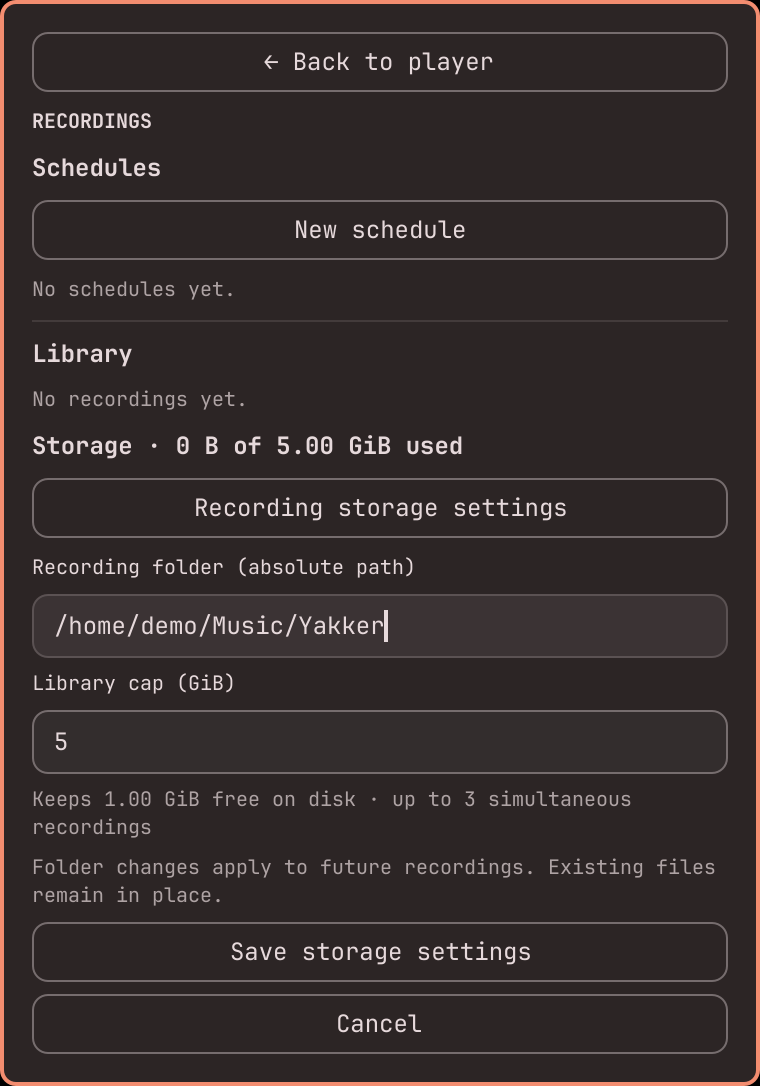 ← Back to player
RECORDINGS
Schedules
New schedule
No schedules yet.
Library
No recordings yet.
Storage · 0 B of 5.00 GiB used
Recording storage settings
Recording folder (absolute path)
/home/demo/Music/Yakker
Library cap (GiB)
5
Keeps 1.00 GiB free on disk · up to 3 simultaneous
recordings
Folder changes apply to future recordings. Existing files
remain in place.
Save storage settings
Cancel